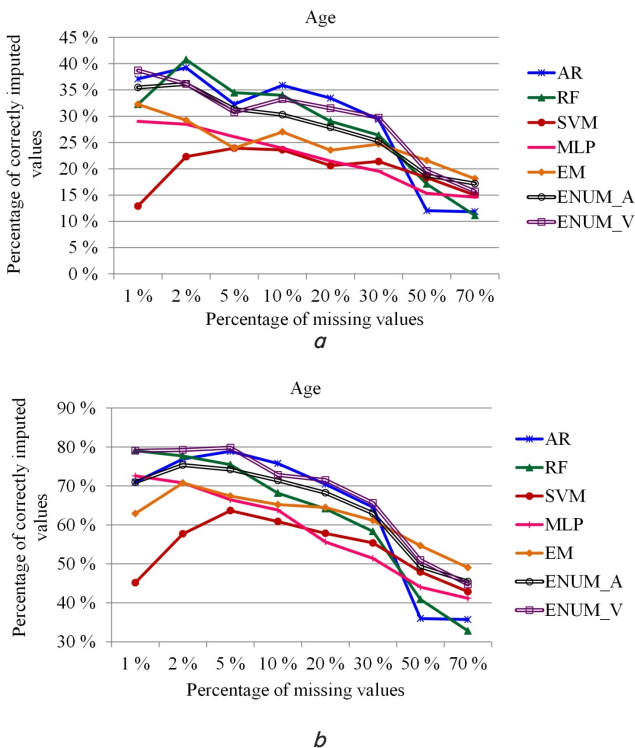 Age
Percentage of correctly imputed
values
45 %
40 %
35 %
30 %
25 %
20 %
15 %
10 %
5 %
0 %
1 % 2 % 5 % 10 % 20 % 30 % 50 % 70 %
Percentage of missing values
AR
RF
SVM
MLP
EM
ENUM_A
ENUM_V
a
Age
Percentage of correctly imputed
values
90 %
80 %
70 %
60 %
50 %
40 %
30 %
1 % 2 % 5 % 10 % 20 % 30 % 50 % 70 %
Percentage of missing values
AR
RF
SVM
MLP
EM
ENUM_A
ENUM_V
b